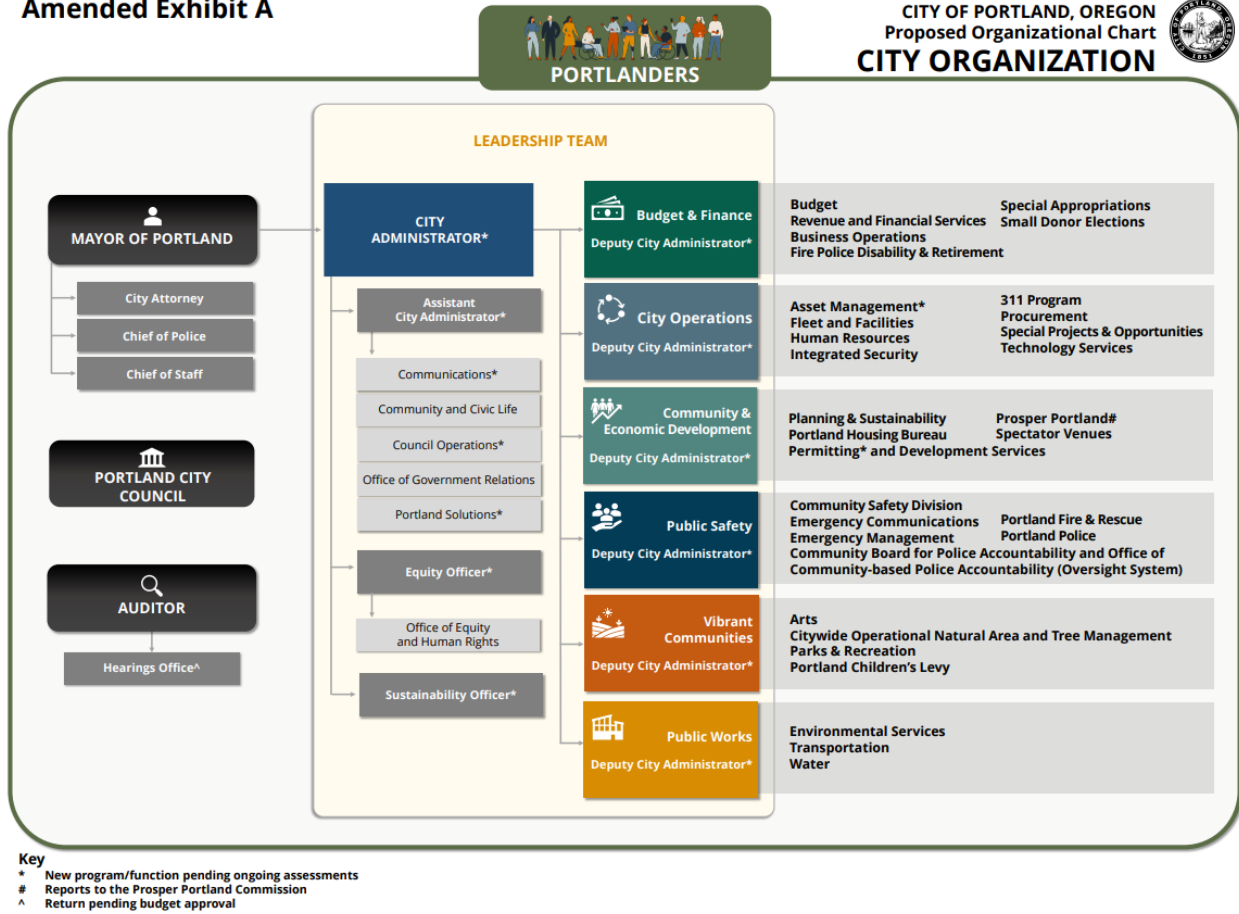 Amended Exhibit A
PORTLANDERS
CITY OF PORTLAND, OREGON
Proposed Organizational Chart
CITY ORGANIZATION
LEADERSHIP TEAM
MAYOR OF PORTLAND
City Attorney
Chief of Police
Chief of Staff
PORTLAND CITY
COUNCIL
AUDITOR
Hearings Office^
CITY
ADMINISTRATOR*
Assistant
City Administrator*
Communications*
Community and Civic Life
Council Operations*
Office of Government Relations
Portland Solutions*
Equity Officer*
Office of Equity
and Human Rights
Sustainability Officer*
Budget & Finance
Deputy City Administrator*
Budget
Revenue and Financial Services
Business Operations
Fire Police Disability & Retirement
Special Appropriations
Small Donor Elections
City Operations
Deputy City Administrator*
Asset Management*
Fleet and Facilities
Human Resources
Integrated Security
311 Program
Procurement
Special Projects & Opportunities
Technology Services
Community &
Economic Development
Deputy City Administrator*
Planning & Sustainability
Portland Housing Bureau
Permitting* and Development Services
Prosper Portland#
Spectator Venues
Public Safety
Deputy City Administrator*
Community Safety Division
Emergency Communications
Emergency Management
Portland Fire & Rescue
Portland Police
Community Board for Police Accountability and Office of
Community-based Police Accountability (Oversight System)
Vibrant
Communities
Deputy City Administrator*
Arts
Citywide Operational Natural Area and Tree Management
Parks & Recreation
Portland Children's Levy
Public Works
Deputy City Administrator*
Environmental Services
Transportation
Water
Key
* New program/function pending ongoing assessments
# Reports to the Prosper Portland Commission
^ Return pending budget approval